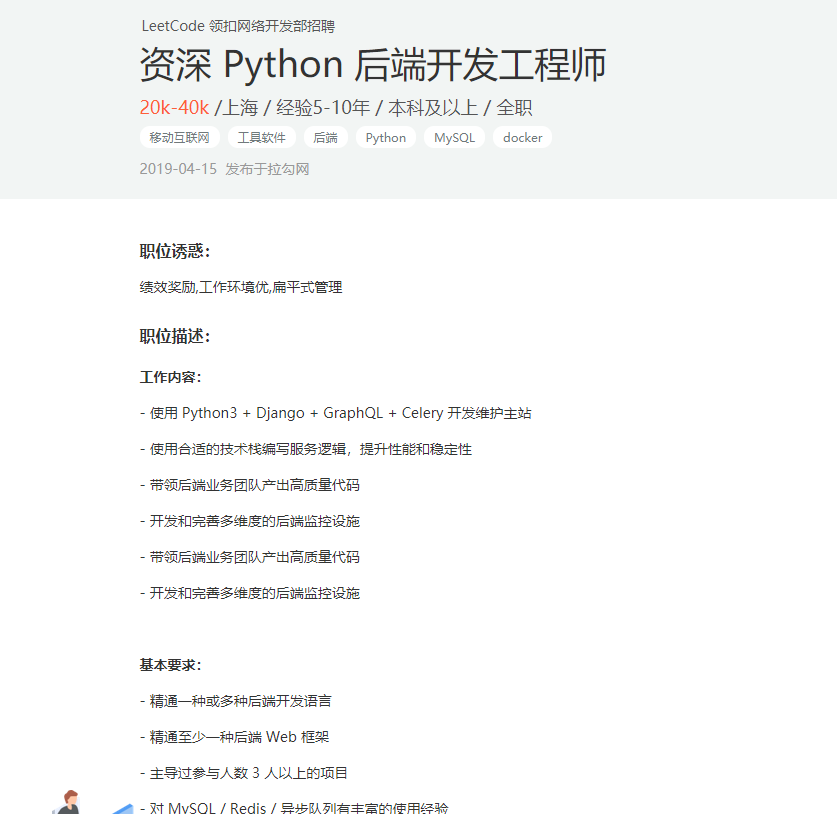 LeetCode 领扣网络开发部招聘
资深 Python 后端开发工程师
20k-40k /上海 / 经验5-10年 / 本科及以上 / 全职
移动互联网 工具软件 后端 Python MySQL docker
2019-04-15 发布于拉勾网
职位诱惑：
绩效奖励,工作环境优,扁平式管理
职位描述：
工作内容：
- 使用 Python3 + Django + GraphQL + Celery 开发维护主站
- 使用合适的技术栈编写服务逻辑，提升性能和稳定性
- 带领后端业务团队产出高质量代码
- 开发和完善多维度的后端监控设施
- 带领后端业务团队产出高质量代码
- 开发和完善多维度的后端监控设施
基本要求：
- 精通一种或多种后端开发语言
- 精通至少一种后端 Web 框架
- 主导过参与人数 3 人以上的项目
- 对 MySQL / Redis / 异步队列有丰富的使用经验